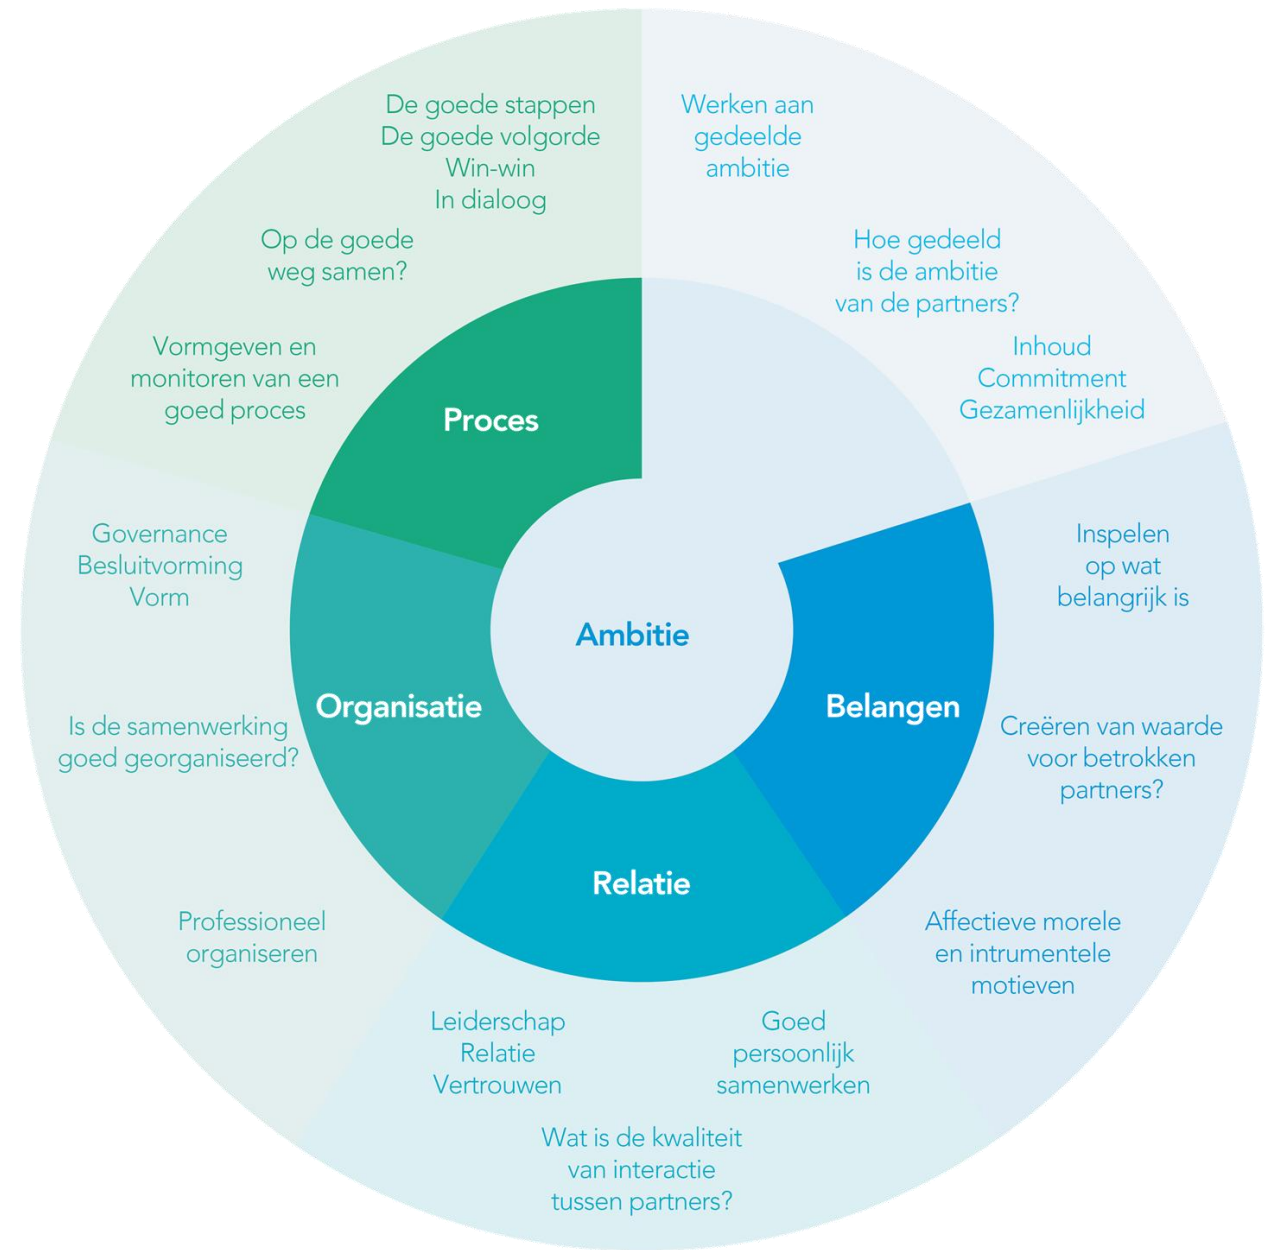 De goede stappen
De goede volgorde
Win-win
In dialoog
Op de goede
weg samen?
Vormgeven en
monitoren van een
goed proces
Proces
Werken aan
gedeelde
ambitie
Hoe gedeeld
is de ambitie
van de partners?
Inhoud
Commitment
Gezamenlijkheid
Ambitie
Inspelen
op wat
belangrijk is
Creëren van waarde
voor betrokken
partners?
Affectieve morele
en intrumentele
motieven
Belangen
Relatie
Goed
persoonlijk
samenwerken
Wat is de kwaliteit
van interactie
tussen partners?
Leiderschap
Relatie
Vertrouwen
Organisatie
Professioneel
organiseren
Is de samenwerking
goed georganiseerd?
Governance
Besluitvorming
Vorm